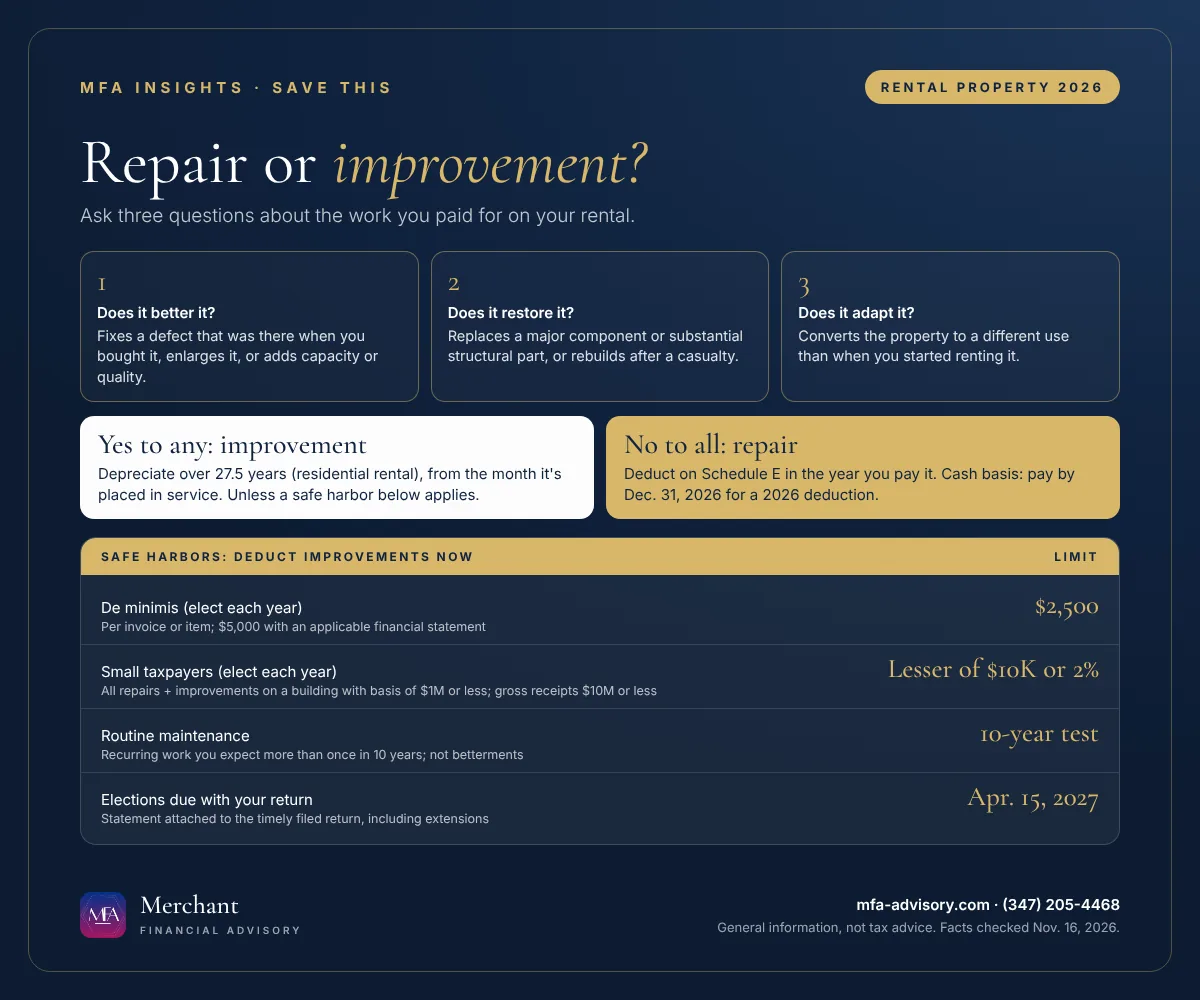 MFA INSIGHTS · SAVE THIS
RENTAL PROPERTY 2026
Repair or improvement?
Ask three questions about the work you paid for on your rental.
1
Does it better it?
Fixes a defect that was there when you
bought it, enlarges it, or adds capacity or
quality.
2
Does it restore it?
Replaces a major component or substantial
structural part, or rebuilds after a casualty.
3
Does it adapt it?
Converts the property to a different use
than when you started renting it.
Yes to any: improvement
Depreciate over 27.5 years (residential rental), from the month it's
placed in service. Unless a safe harbor below applies.
No to all: repair
Deduct on Schedule E in the year you pay it. Cash basis: pay by
Dec. 31, 2026 for a 2026 deduction.
SAFE HARBORS: DEDUCT IMPROVEMENTS NOW
LIMIT
De minimis (elect each year)
Per invoice or item; $5,000 with an applicable financial statement
$2,500
Small taxpayers (elect each year)
All repairs + improvements on a building with basis of $1M or less; gross receipts $10M or less
Lesser of $10K or 2%
Routine maintenance
Recurring work you expect more than once in 10 years; not betterments
10-year test
Elections due with your return
Statement attached to the timely filed return, including extensions
Apr. 15, 2027
MFA
Merchant
FINANCIAL ADVISORY
mfa-advisory.com · (347) 205-4468
General information, not tax advice. Facts checked Nov. 16, 2026.